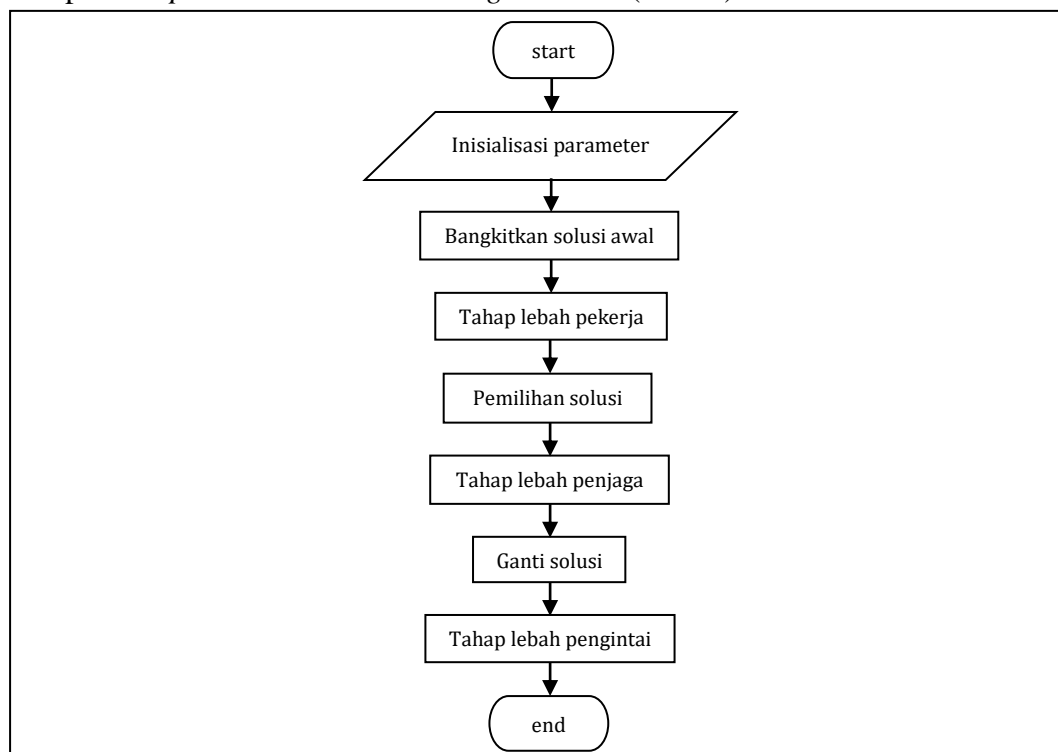 start
Inisialisasi parameter
Bangkitkan solusi awal
Tahap lebah pekerja
Pemilihan solusi
Tahap lebah penjaga
Ganti solusi
Tahap lebah pengintai
end